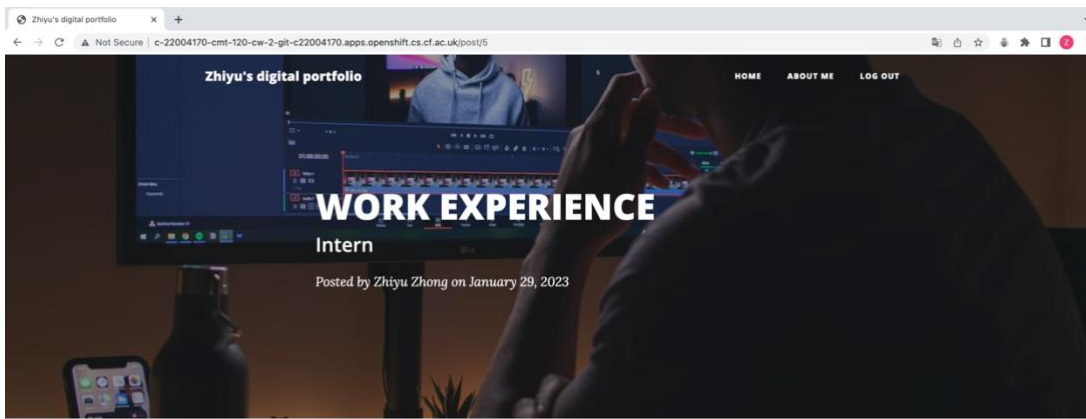 Zhiyu's digital portfolio
Not Secure | c-22004170-cmt-120-cw-2-git-c22004170.apps.openshift.cs.cf.ac.uk/post/5
Z
Zhiyu's digital portfolio HOME ABOUT ME LOG OUT
WORK EXPERIENCE
Intern
Posted by Zhiyu Zhong on January 29, 2023